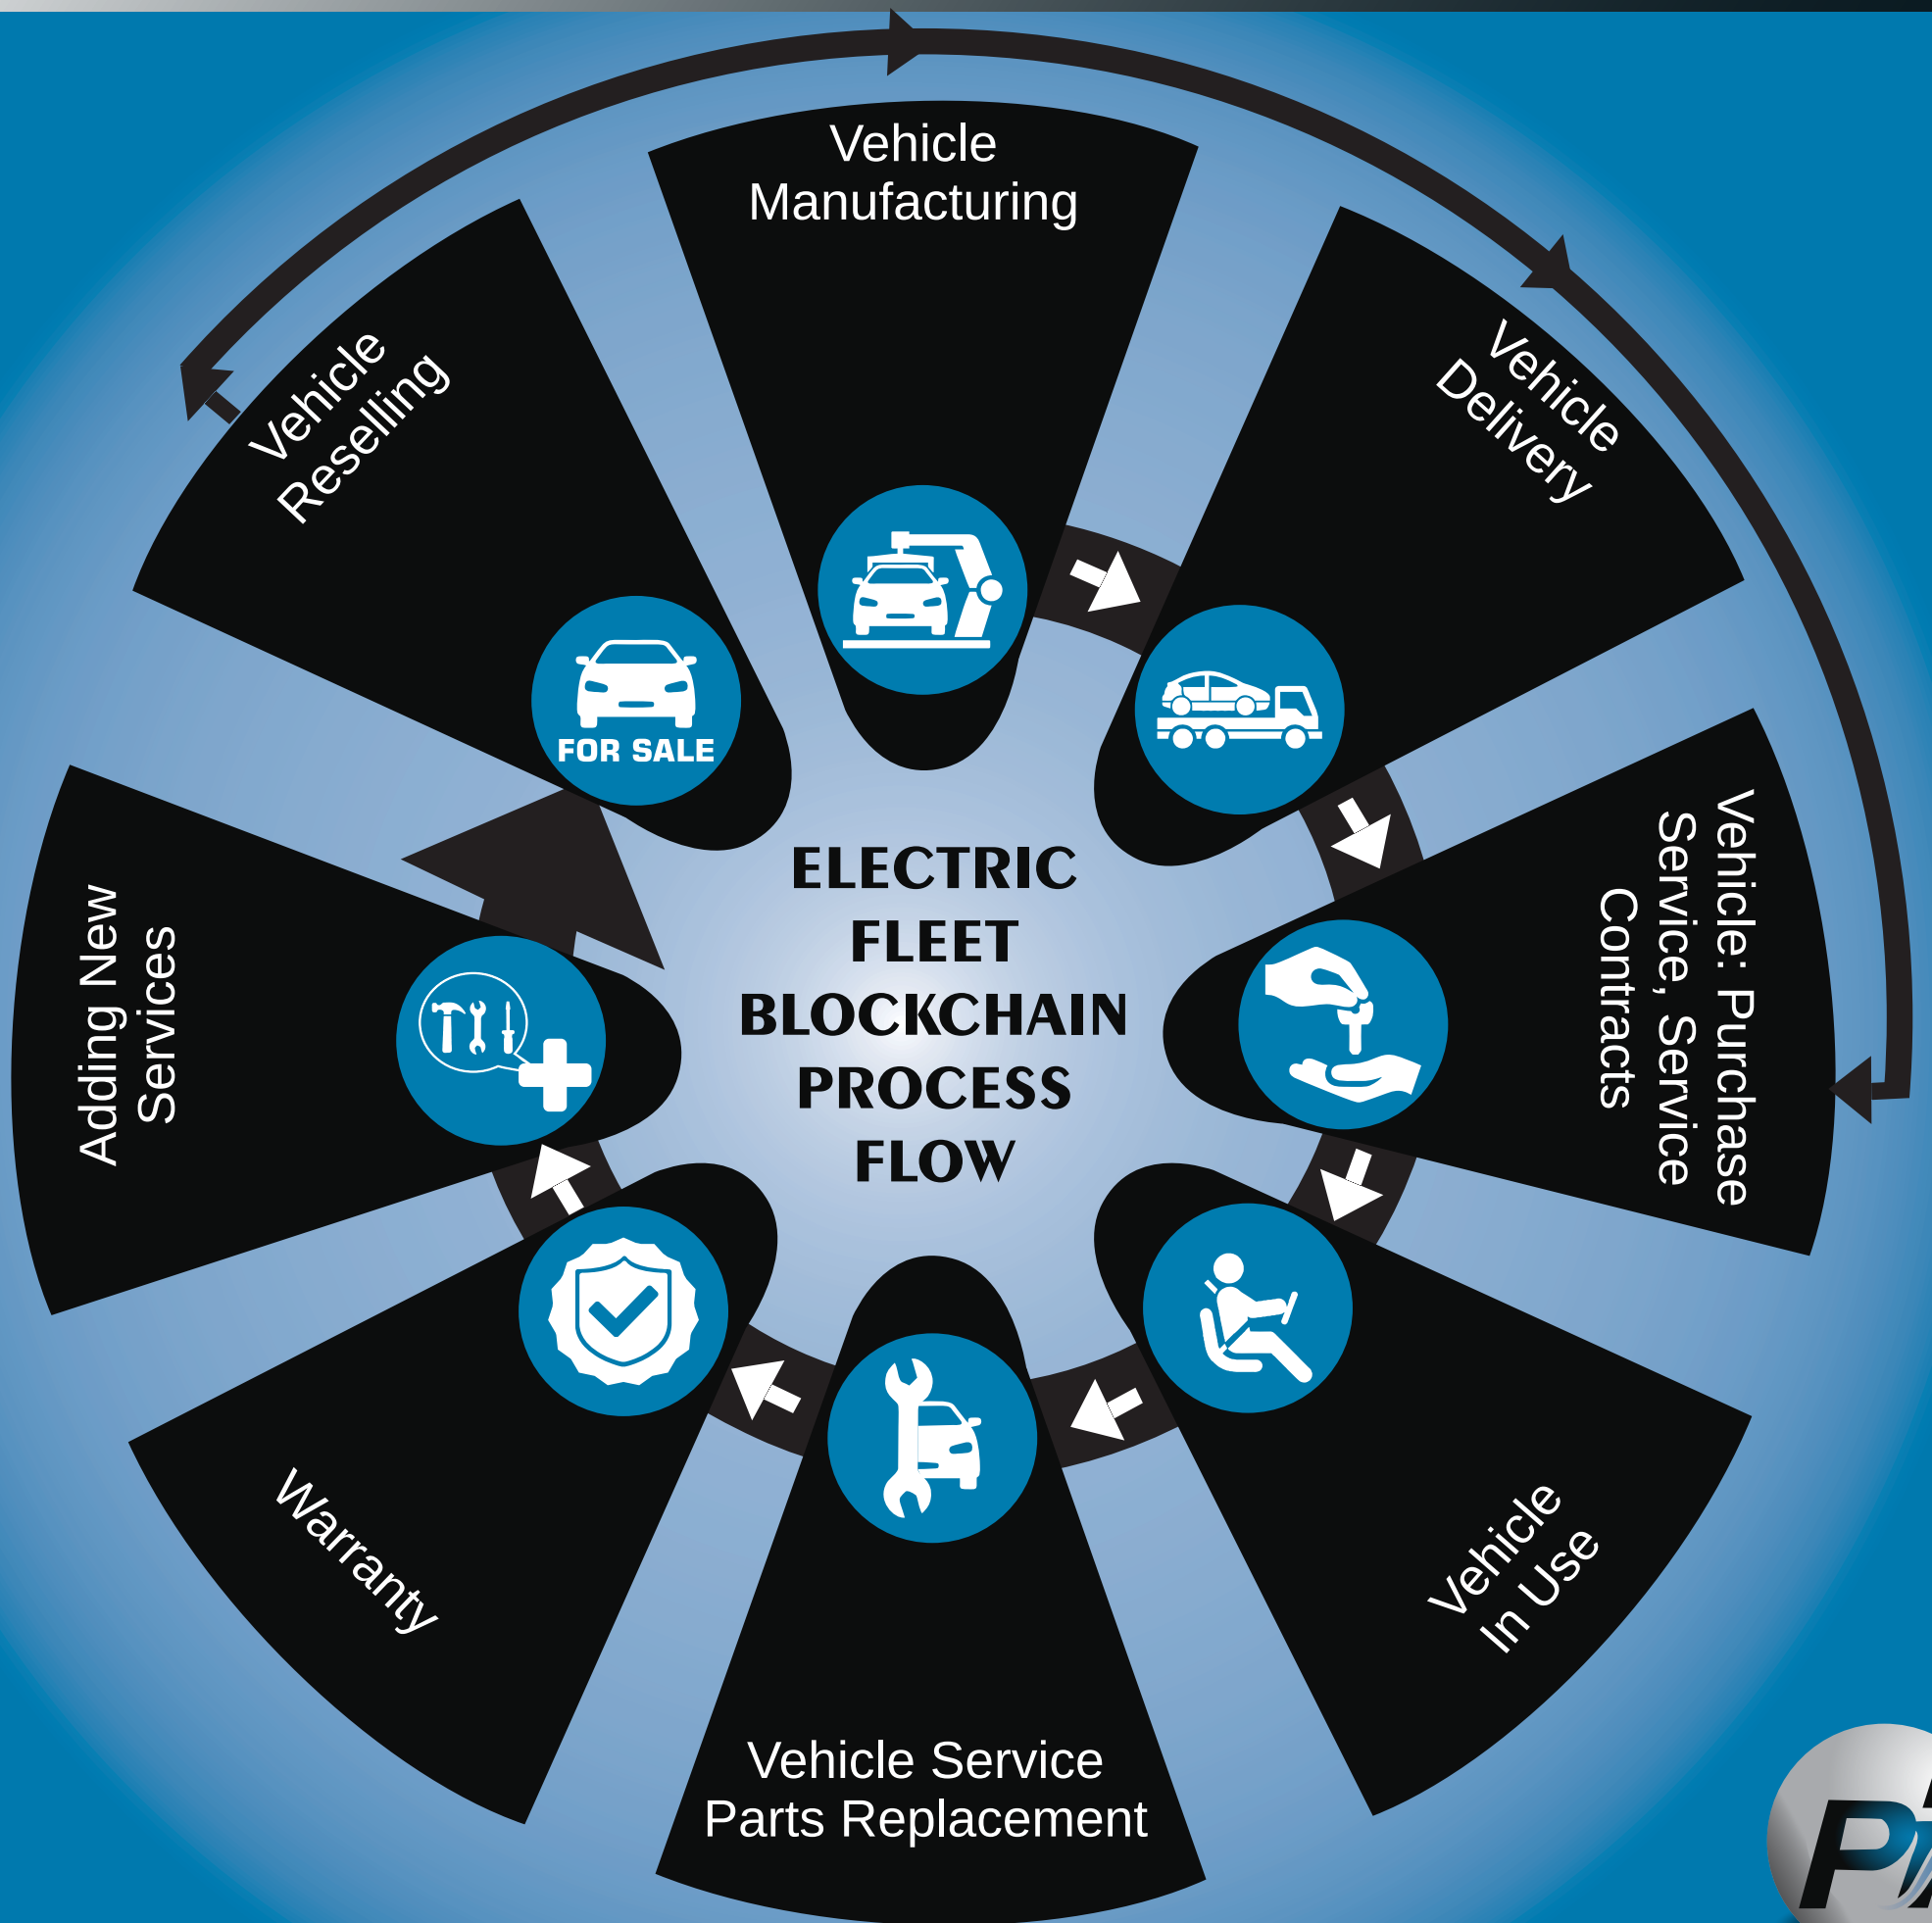 Vehicle
Manufacturing
Vehicle
Delivery
Vehicle: Purchase
Service, Service
Contracts
Vehicle
In Use
Vehicle Service
Parts Replacement
Warranty
Adding New
Services
Vehicle
Reselling
FOR SALE
ELECTRIC
FLEET
BLOCKCHAIN
PROCESS
FLOW